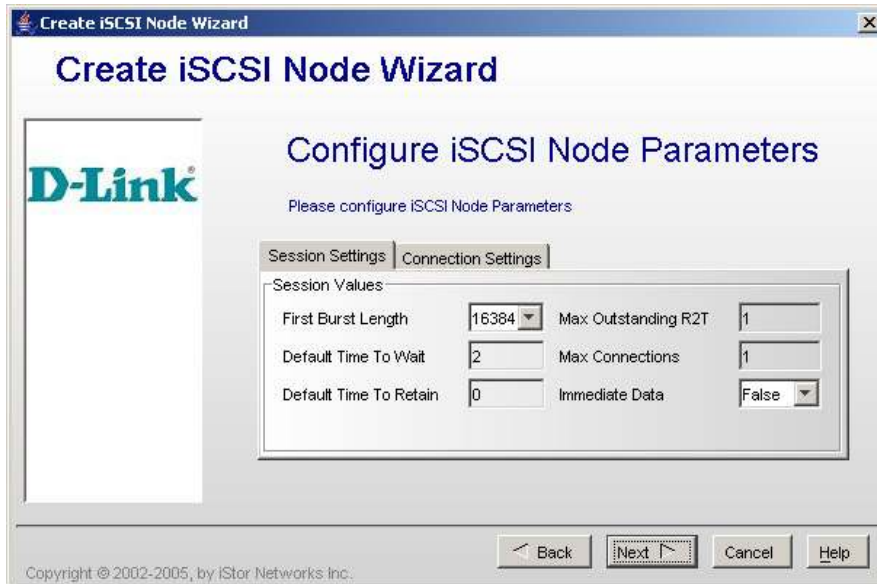 Create iSCSI Node Wizard
Create iSCSI Node Wizard
D-Link
Configure iSCSI Node Parameters
Please configure iSCSI Node Parameters
Session Settings Connection Settings
Session Values
First Burst Length 16384 Max Outstanding R2T 1
Default Time To Wait 2 Max Connections 1
Default Time To Retain 0 Immediate Data False
Back Next Cancel Help
Copyright © 2002-2005, by iStor Networks Inc.